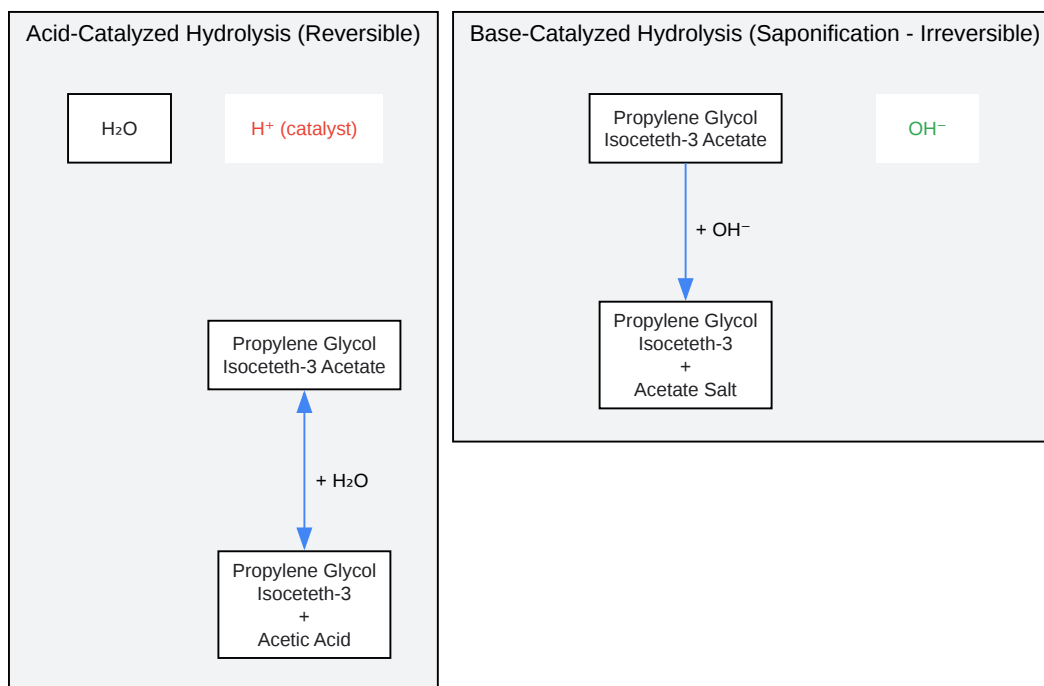 Acid-Catalyzed Hydrolysis (Reversible)
H₂O
H⁺ (catalyst)
Propylene Glycol
Isoceteth-3 Acetate
+ H₂O
Propylene Glycol
Isoceteth-3
+
Acetic Acid
Base-Catalyzed Hydrolysis (Saponification - Irreversible)
Propylene Glycol
Isoceteth-3 Acetate
OH⁻
+ OH⁻
Propylene Glycol
Isoceteth-3
+
Acetate Salt